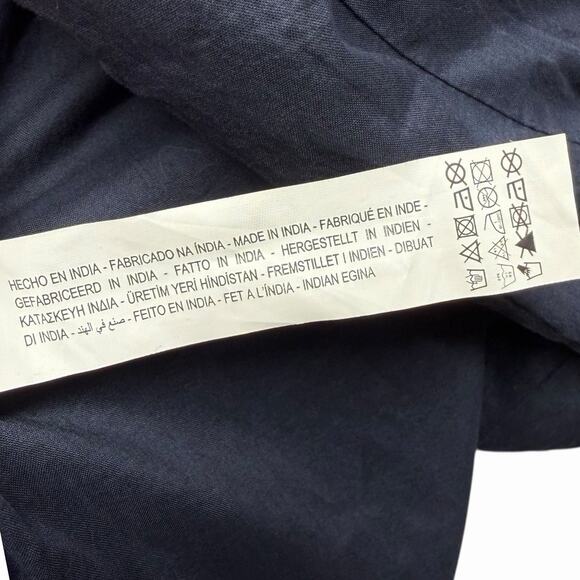 HECHO EN INDIA - FABRICADO NA ÍNDIA - MADE IN INDIA - FABRIQUÉ EN INDE -
GEFABRICEERD IN INDIA - FATTO IN INDIA - HERGESTELLT IN INDIEN -
ΚΑΤΑΣΚΕΥΗ ΙΝΔΙΑ - ÜRETİM YERİ HİNDİSTAN - FREMSTILLET I INDIEN - DIBUAT
DI INDIA - صنع في الهند - FEITO EN INDIA - FET A L'ÍNDIA - INDIAN EGINA